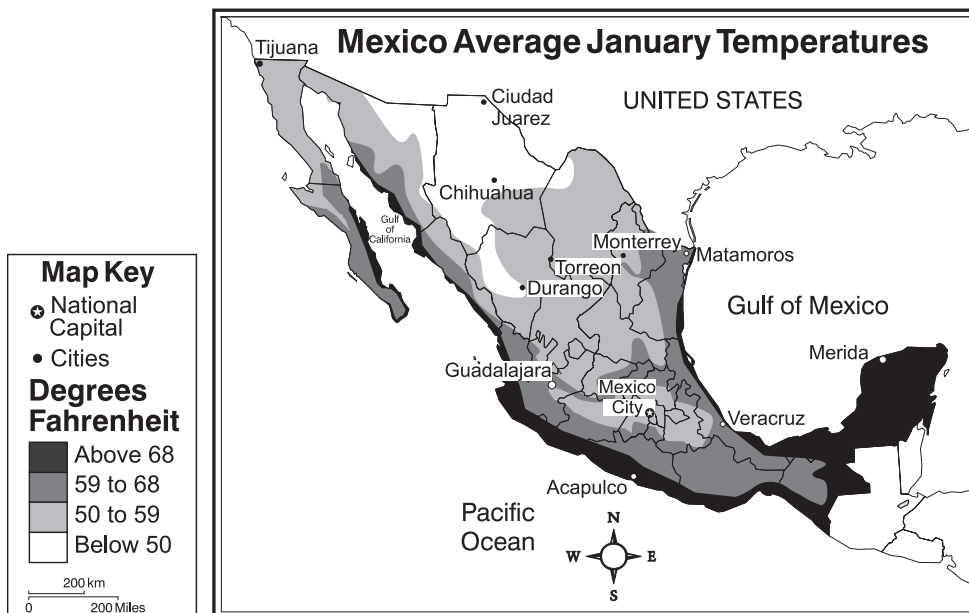 Mexico Average January Temperatures
Tijuana
Ciudad
Juarez
UNITED STATES
Chihuahua
Gulf
of
California
Monterrey
Matamoros
Torreon
Durango
Gulf of Mexico
Merida
Guadalajara
Mexico
City
Veracruz
Acapulco
Pacific
Ocean
N
W
E
S
Map Key
National
Capital
Cities
Degrees
Fahrenheit
Above 68
59 to 68
50 to 59
Below 50
200 km
0
200 Miles